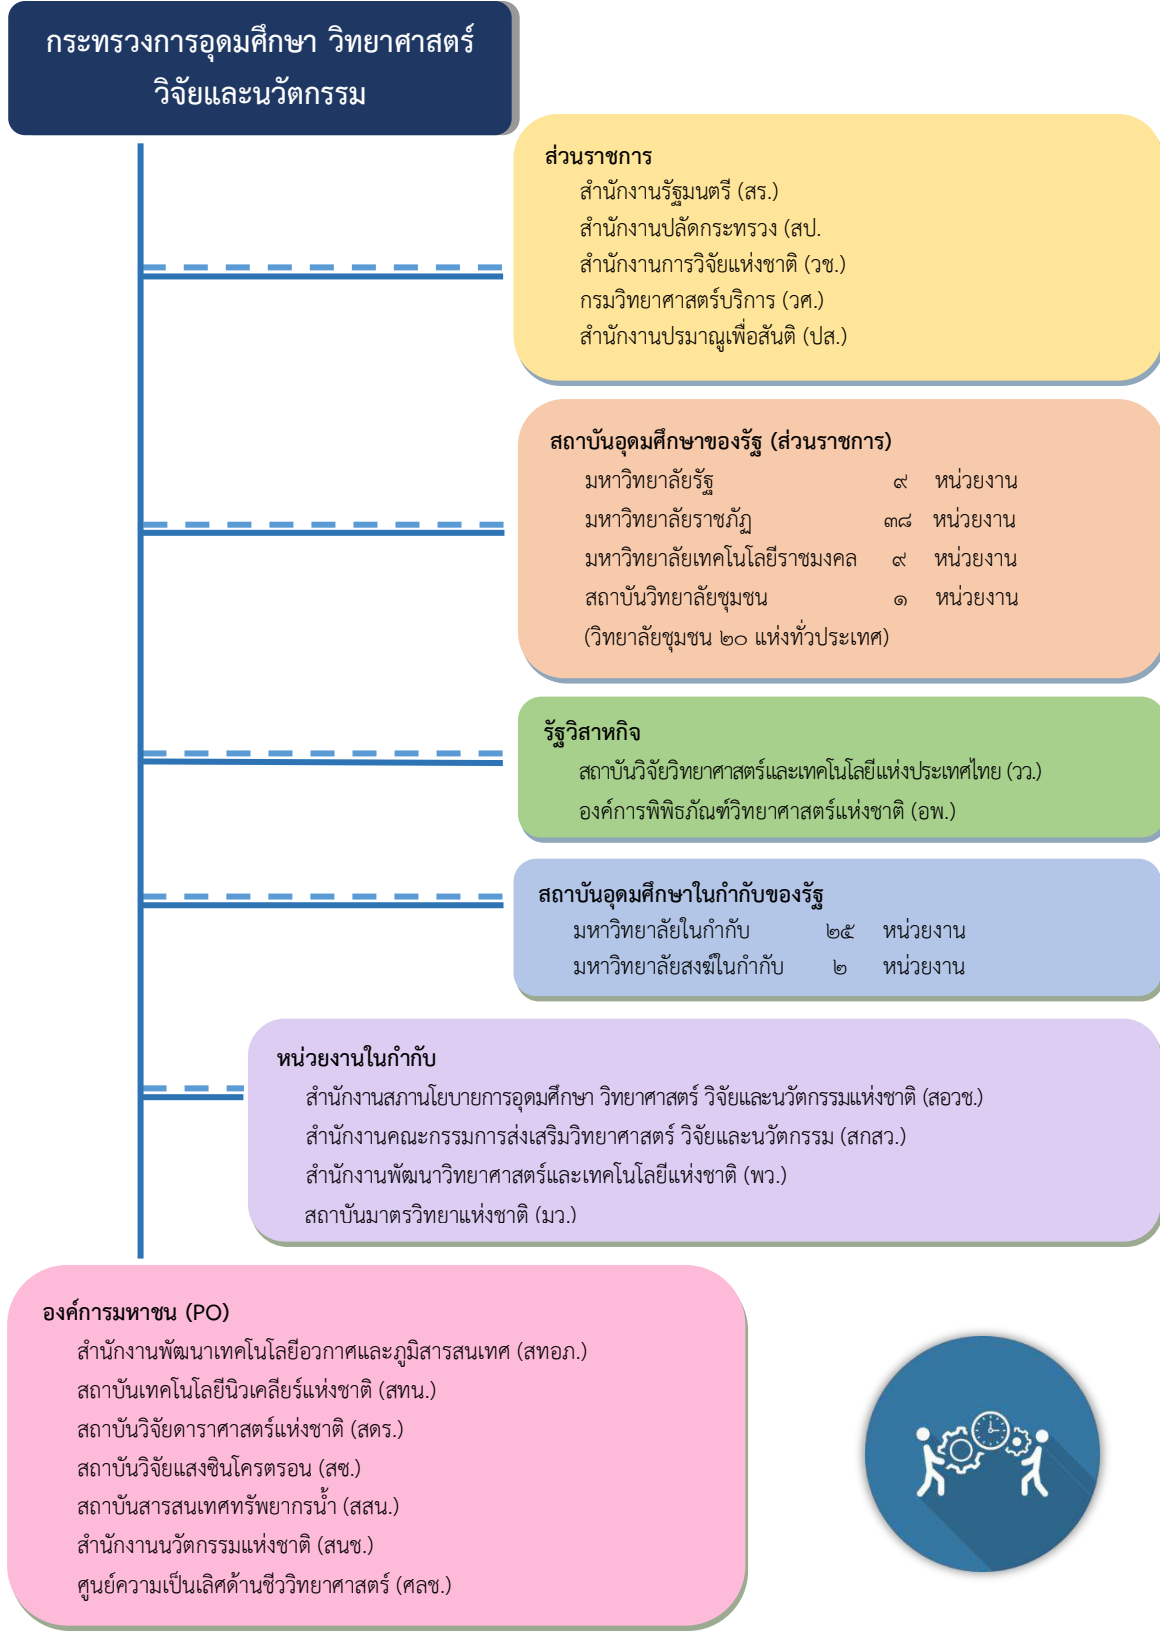 กระทรวงการอุดมศึกษา วิทยาศาสตร์
วิจัยและนวัตกรรม
ส่วนราชการ
สำนักงานรัฐมนตรี (สร.)
สำนักงานปลัดกระทรวง (สป.
สำนักงานการวิจัยแห่งชาติ (วช.)
กรมวิทยาศาสตร์บริการ (วศ.)
สำนักงานปรมาณูเพื่อสันติ (ปส.)
สถาบันอุดมศึกษาของรัฐ (ส่วนราชการ)
มหาวิทยาลัยรัฐ ๙ หน่วยงาน
มหาวิทยาลัยราชภัฏ ๓๘ หน่วยงาน
มหาวิทยาลัยเทคโนโลยีราชมงคล ๙ หน่วยงาน
สถาบันวิทยาลัยชุมชน ๑ หน่วยงาน
(วิทยาลัยชุมชน ๒๐ แห่งทั่วประเทศ)
รัฐวิสาหกิจ
สถาบันวิจัยวิทยาศาสตร์และเทคโนโลยีแห่งประเทศไทย (วว.)
องค์การพิพิธภัณฑ์วิทยาศาสตร์แห่งชาติ (อพ.)
สถาบันอุดมศึกษาในกำกับของรัฐ
มหาวิทยาลัยในกำกับ ๒๕ หน่วยงาน
มหาวิทยาลัยสงฆ์ในกำกับ ๒ หน่วยงาน
หน่วยงานในกำกับ
สำนักงานสภานโยบายการอุดมศึกษา วิทยาศาสตร์ วิจัยและนวัตกรรมแห่งชาติ (สอวช.)
สำนักงานคณะกรรมการส่งเสริมวิทยาศาสตร์ วิจัยและนวัตกรรม (สกสว.)
สำนักงานพัฒนาวิทยาศาสตร์และเทคโนโลยีแห่งชาติ (พว.)
สถาบันมาตรวิทยาแห่งชาติ (มว.)
องค์การมหาชน (PO)
สำนักงานพัฒนาเทคโนโลยีอวกาศและภูมิสารสนเทศ (สทอภ.)
สถาบันเทคโนโลยีนิวเคลียร์แห่งชาติ (สทน.)
สถาบันวิจัยดาราศาสตร์แห่งชาติ (สดร.)
สถาบันวิจัยแสงซินโครตรอน (สซ.)
สถาบันสารสนเทศทรัพยากรน้ำ (สสน.)
สำนักงานนวัตกรรมแห่งชาติ (สนช.)
ศูนย์ความเป็นเลิศด้านชีววิทยาศาสตร์ (ศลช.)